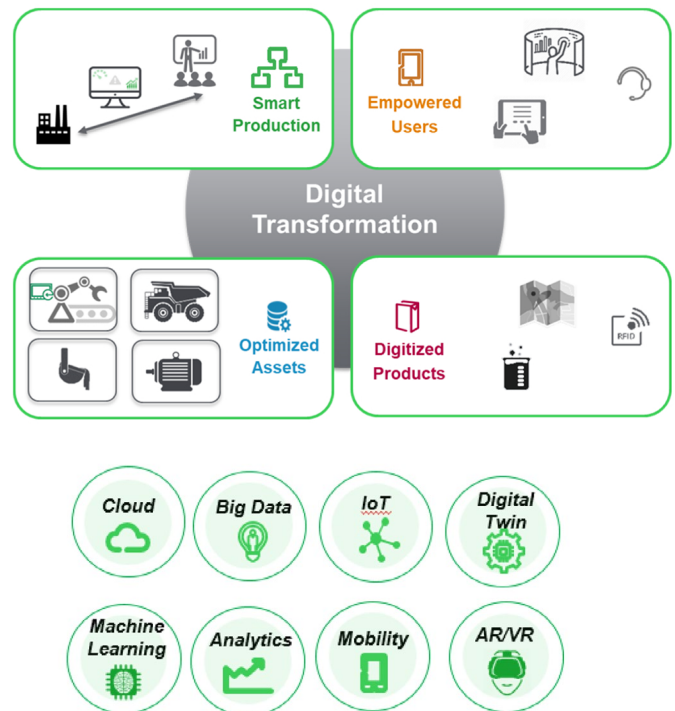 Smart
Production
Empowered
Users
Digital
Transformation
Optimized
Assets
Digitized
Products
RFID
Cloud
Big Data
IoT
Digital
Twin
Machine
Learning
Analytics
Mobility
AR/VR